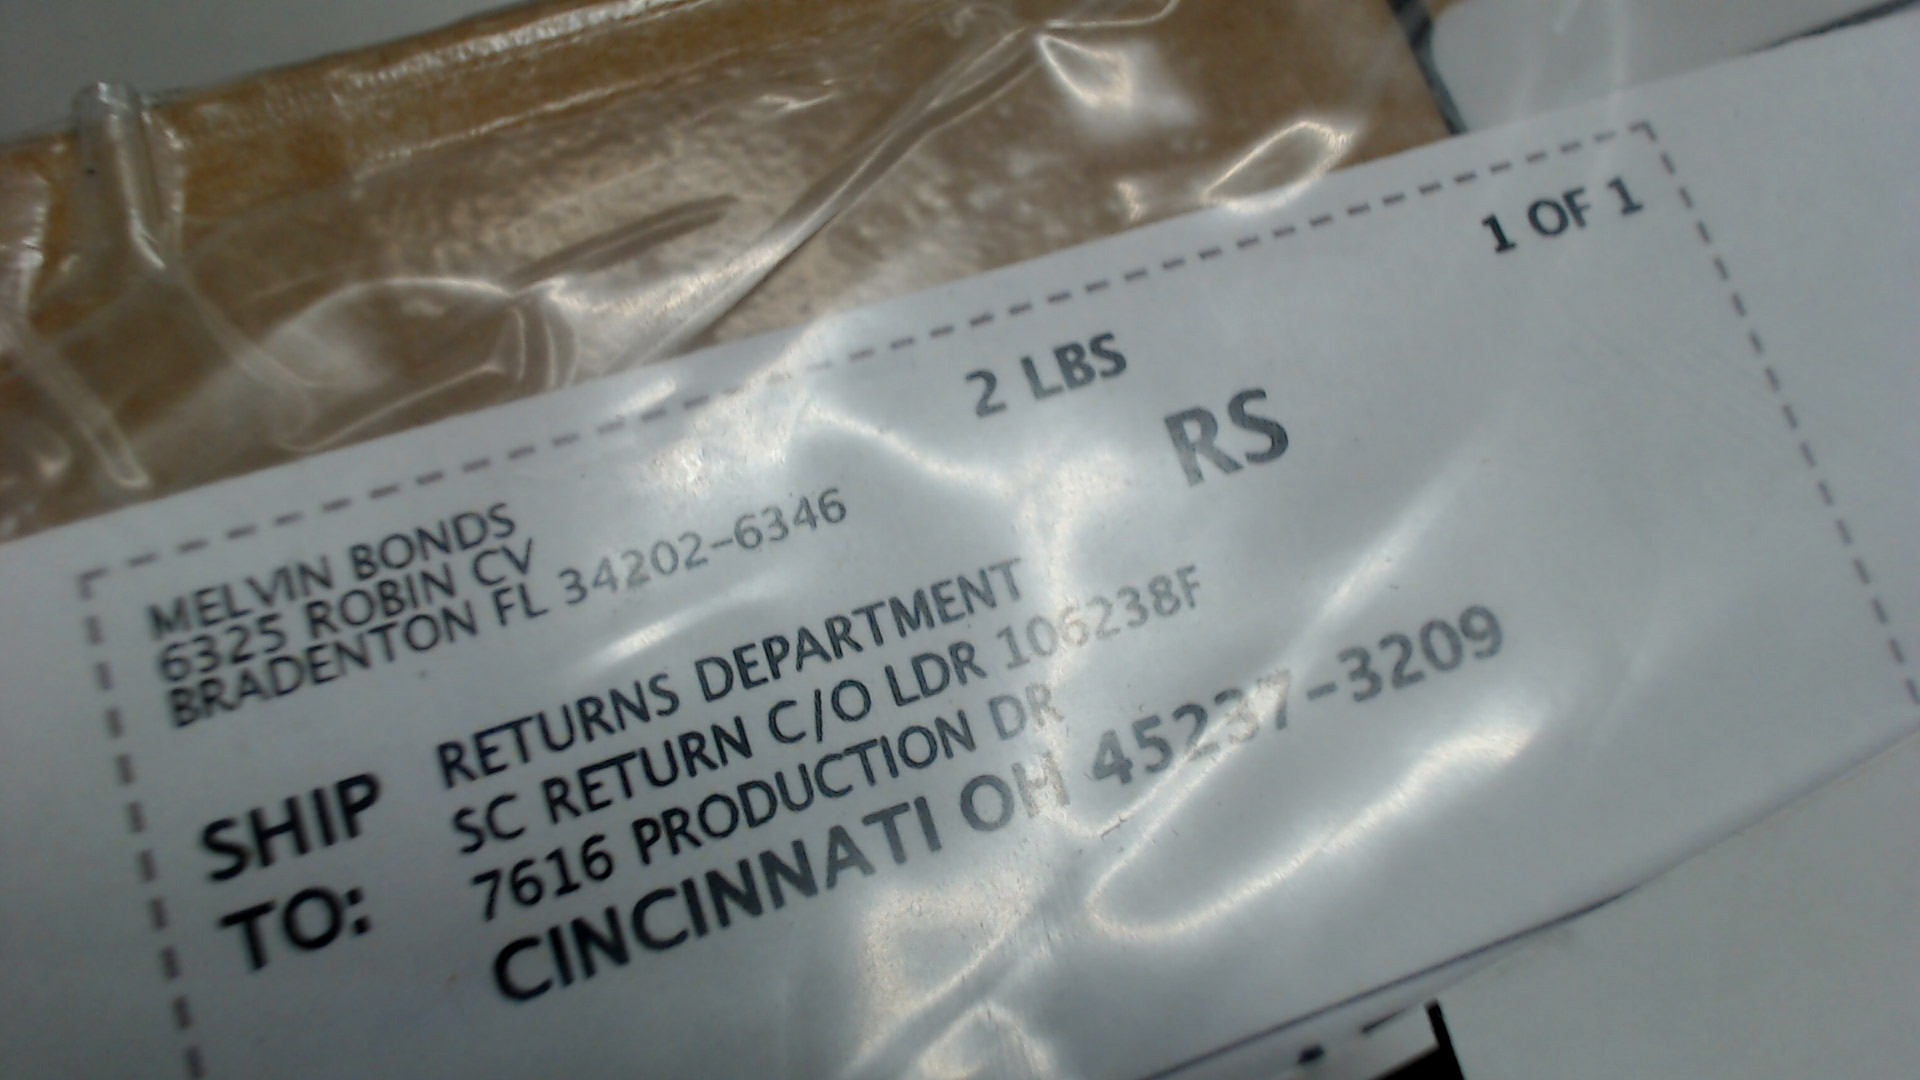 1 OF 1
2 LBS
RS
MELVIN BONDS
6325 ROBIN CV
BRADENTON FL 34202-6346
SHIP TO:
RETURNS DEPARTMENT
SC RETURN C/O LDR 106238F
7616 PRODUCTION DR
CINCINNATI OH 45237-3209